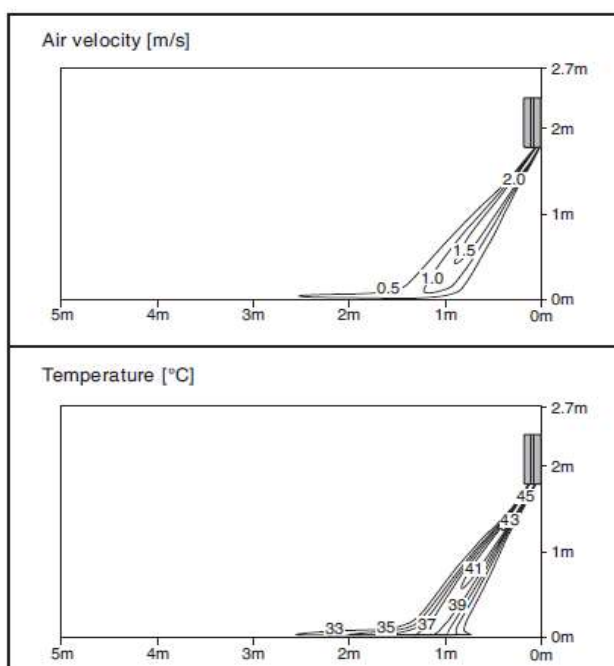 Air velocity [m/s]
2.7m
2m
2.0
1m
1.5
1.0
0.5
0m
5m 4m 3m 2m 1m 0m
Temperature [°C]
2.7m
2m
45
43
1m
41
39
37
33 35
0m
5m 4m 3m 2m 1m 0m